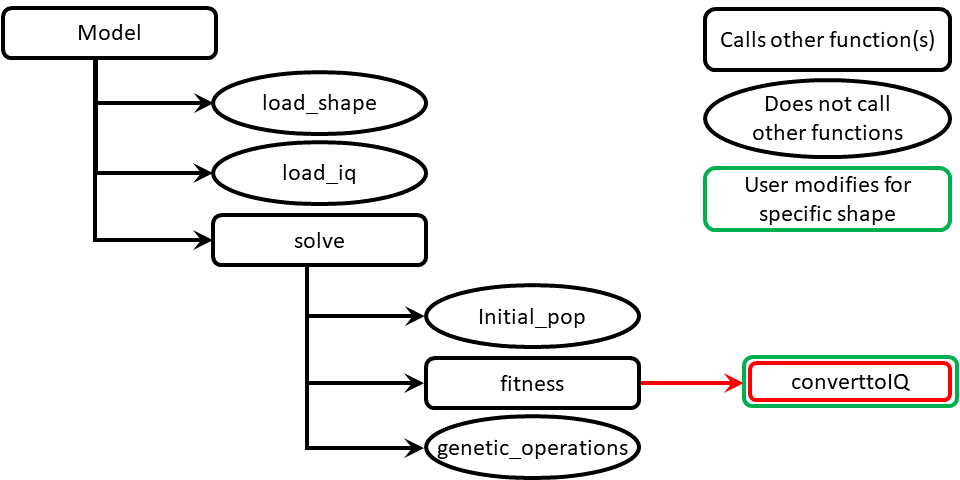 Model
load_shape
load_iq
solve
Initial_pop
fitness
genetic_operations
converttoIQ
Calls other function(s)
Does not call
other functions
User modifies for
specific shape